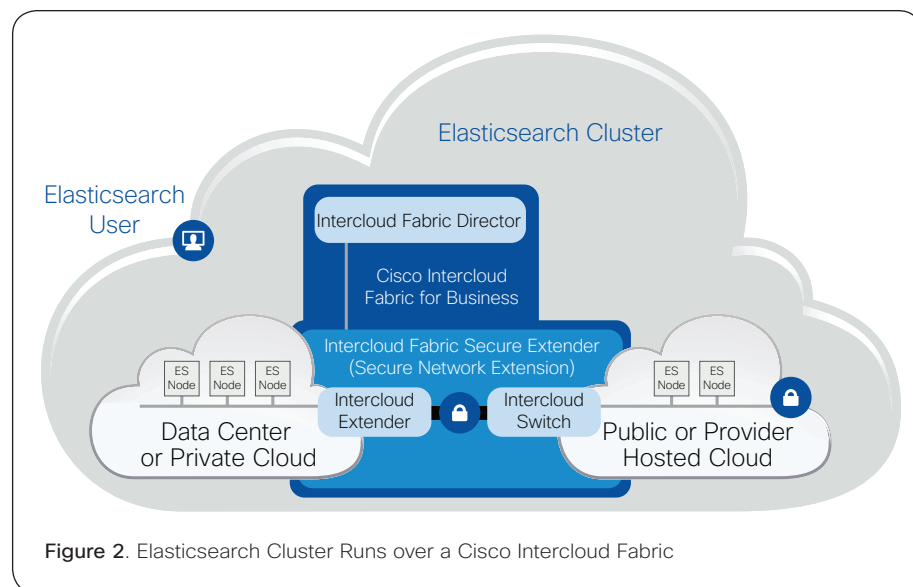 Elasticsearch Cluster
Elasticsearch
User
Intercloud Fabric Director
Cisco Intercloud
Fabric for Business
Intercloud Fabric Secure Extender
(Secure Network Extension)
ES
Node
ES
Node
ES
Node
ES
Node
ES
Node
Intercloud
Extender
Intercloud
Switch
Data Center
or Private Cloud
Public or Provider
Hosted Cloud
Figure 2. Elasticsearch Cluster Runs over a Cisco Intercloud Fabric